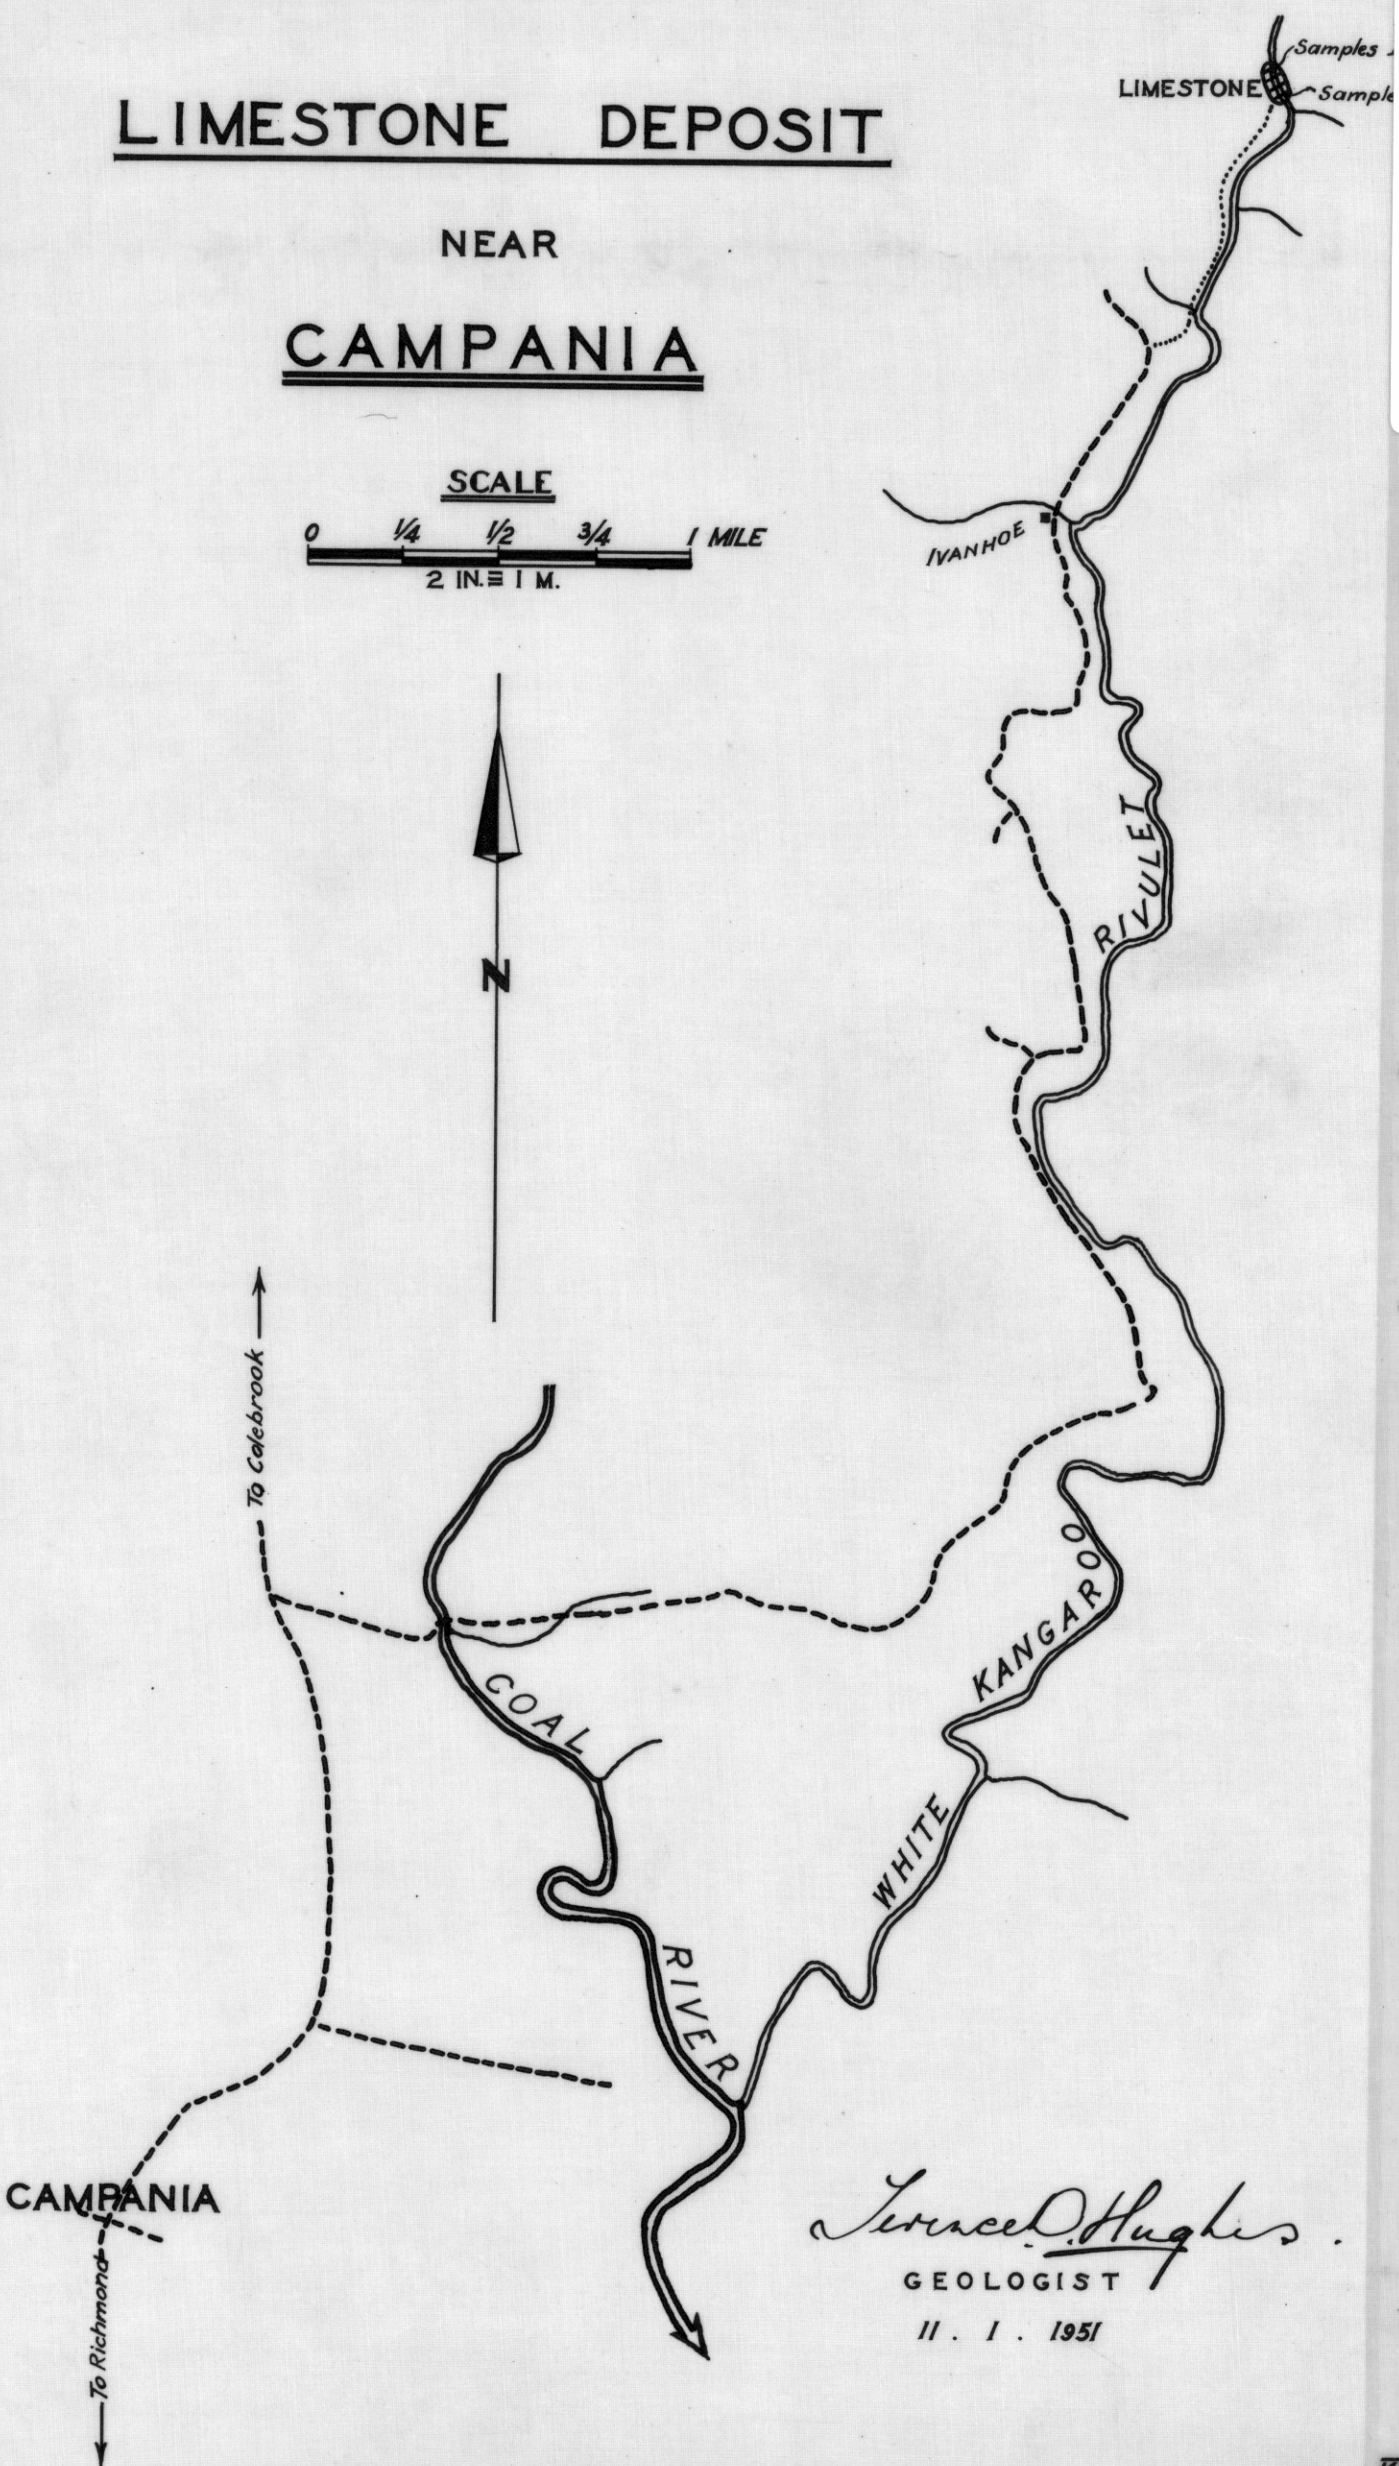 LIMESTONE DEPOSIT
NEAR
CAMPANIA
SCALE
0 1/4 1/2 3/4 1 MILE
2 IN. ≡ 1 M.
Samples
LIMESTONE
Sample
IVANHOE
N
RIVULET
To Colebrook
KANGAROO
COAL
WHITE
RIVER
CAMPANIA
To Richmond
Terence D. Hughes.
GEOLOGIST
11 . 1 . 1951